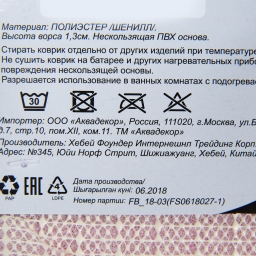 Материал: ПОЛИЭСТЕР /ШЕНИЛЛ/.
Высота ворса 1,3см. Нескользящая ПВХ основа.
Стирать коврик отдельно от других изделий при температуре
Не сушить коврик на батарее и других нагревательных прибор
повреждения нескользящей основы.
Разрешается использование в ванных комнатах с подогрева
30
Импортер: ООО «Аквадекор», Россия, 111020, г.Москва, ул.Б
д.7, стр.10, пом.XII, ком.11. ТМ «Аквадекор»
Производитель: Хебей Фоундер Интернешнл Трейдинг Корп.
Адрес: №345, Юйи Норф Стрит, Шижиажуанг, Хебей, Китай
PAP
EAC
4
LDPE
Дата производства/
Шығарылған күні 06.2018
Номер партии: FB_18-03(FS0618027-1)